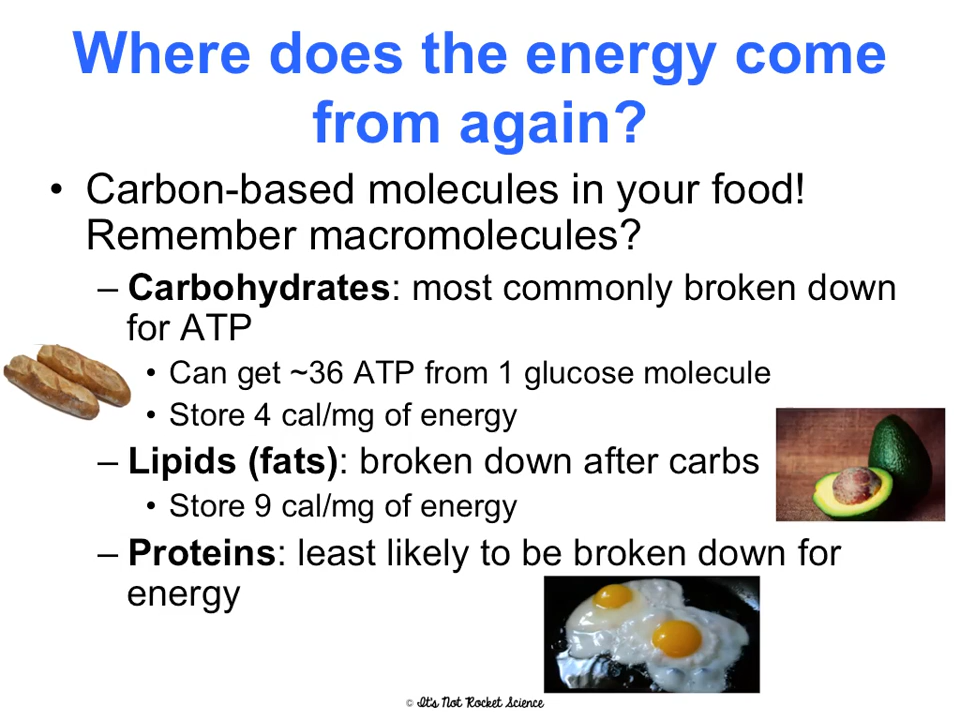 Where does the energy come
from again?
• Carbon-based molecules in your food!
Remember macromolecules?
– Carbohydrates: most commonly broken down
for ATP
• Can get ~36 ATP from 1 glucose molecule
• Store 4 cal/mg of energy
– Lipids (fats): broken down after carbs
• Store 9 cal/mg of energy
– Proteins: least likely to be broken down for
energy
© It's Not Rocket Science